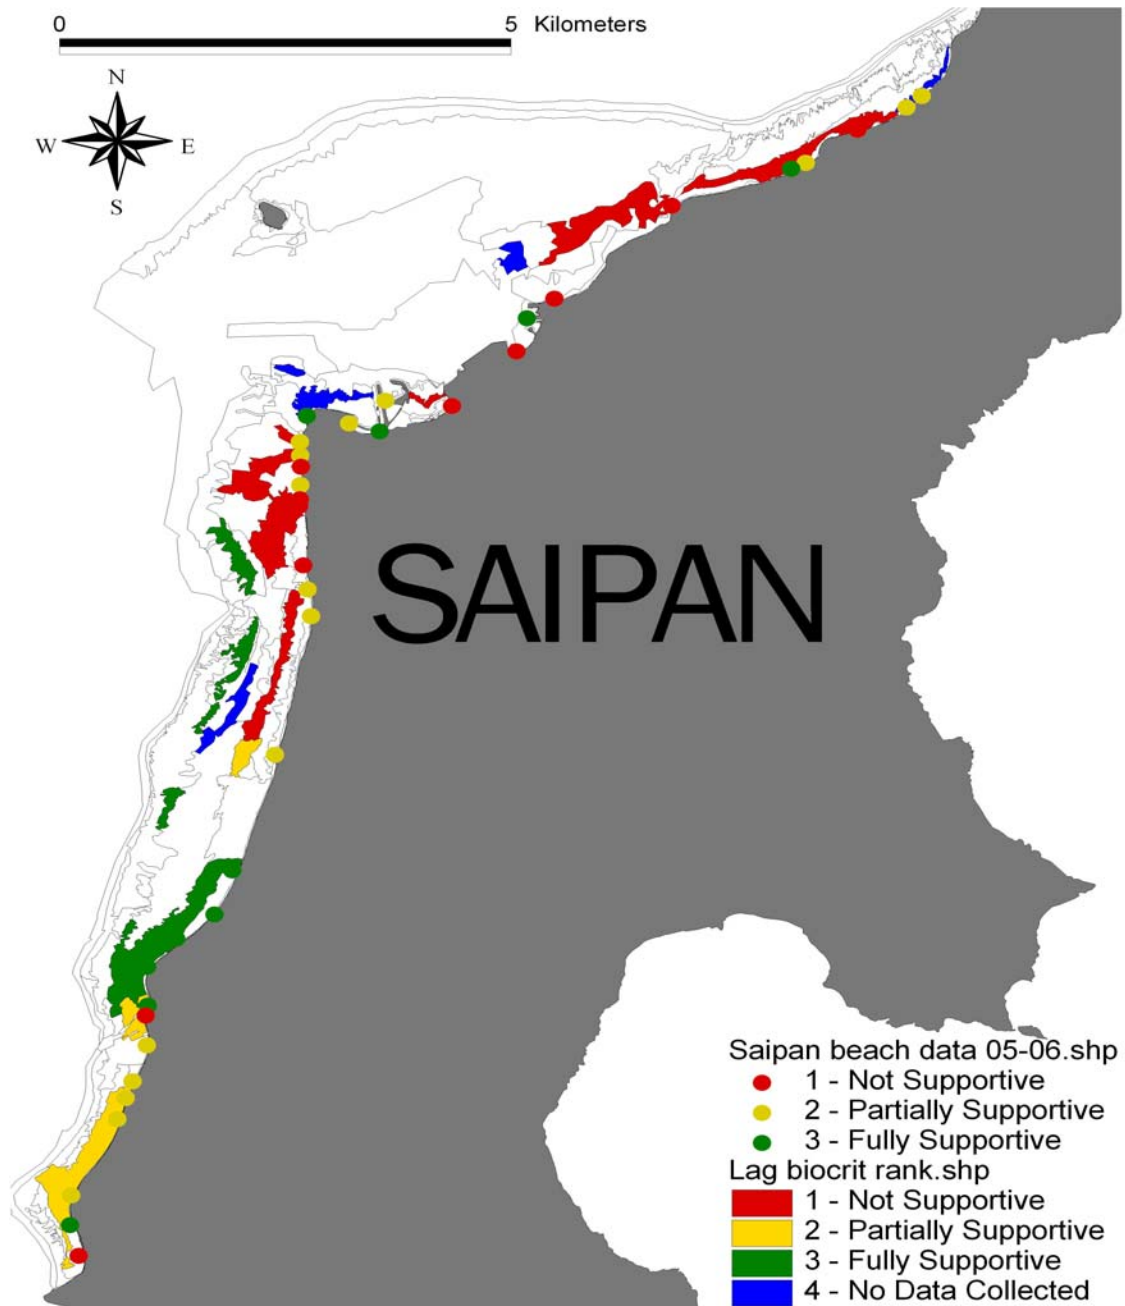 0 5 Kilometers
N
W E
S
SAIPAN
Saipan beach data 05-06.shp
1 - Not Supportive
2 - Partially Supportive
3 - Fully Supportive
Lag biocrit rank.shp
1 - Not Supportive
2 - Partially Supportive
3 - Fully Supportive
4 - No Data Collected